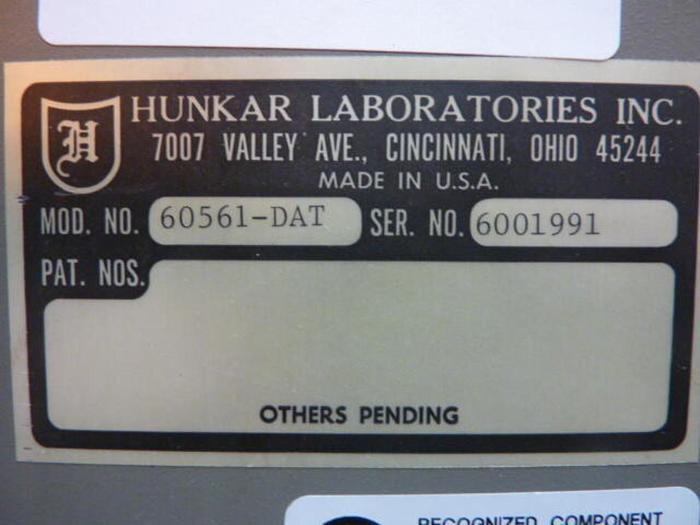 H HUNKAR LABORATORIES INC.
7007 VALLEY AVE., CINCINNATI, OHIO 45244
MADE IN U.S.A.
MOD. NO. 60561-DAT SER. NO. 6001991
PAT. NOS.
OTHERS PENDING
RECOGNIZED COMPONENT